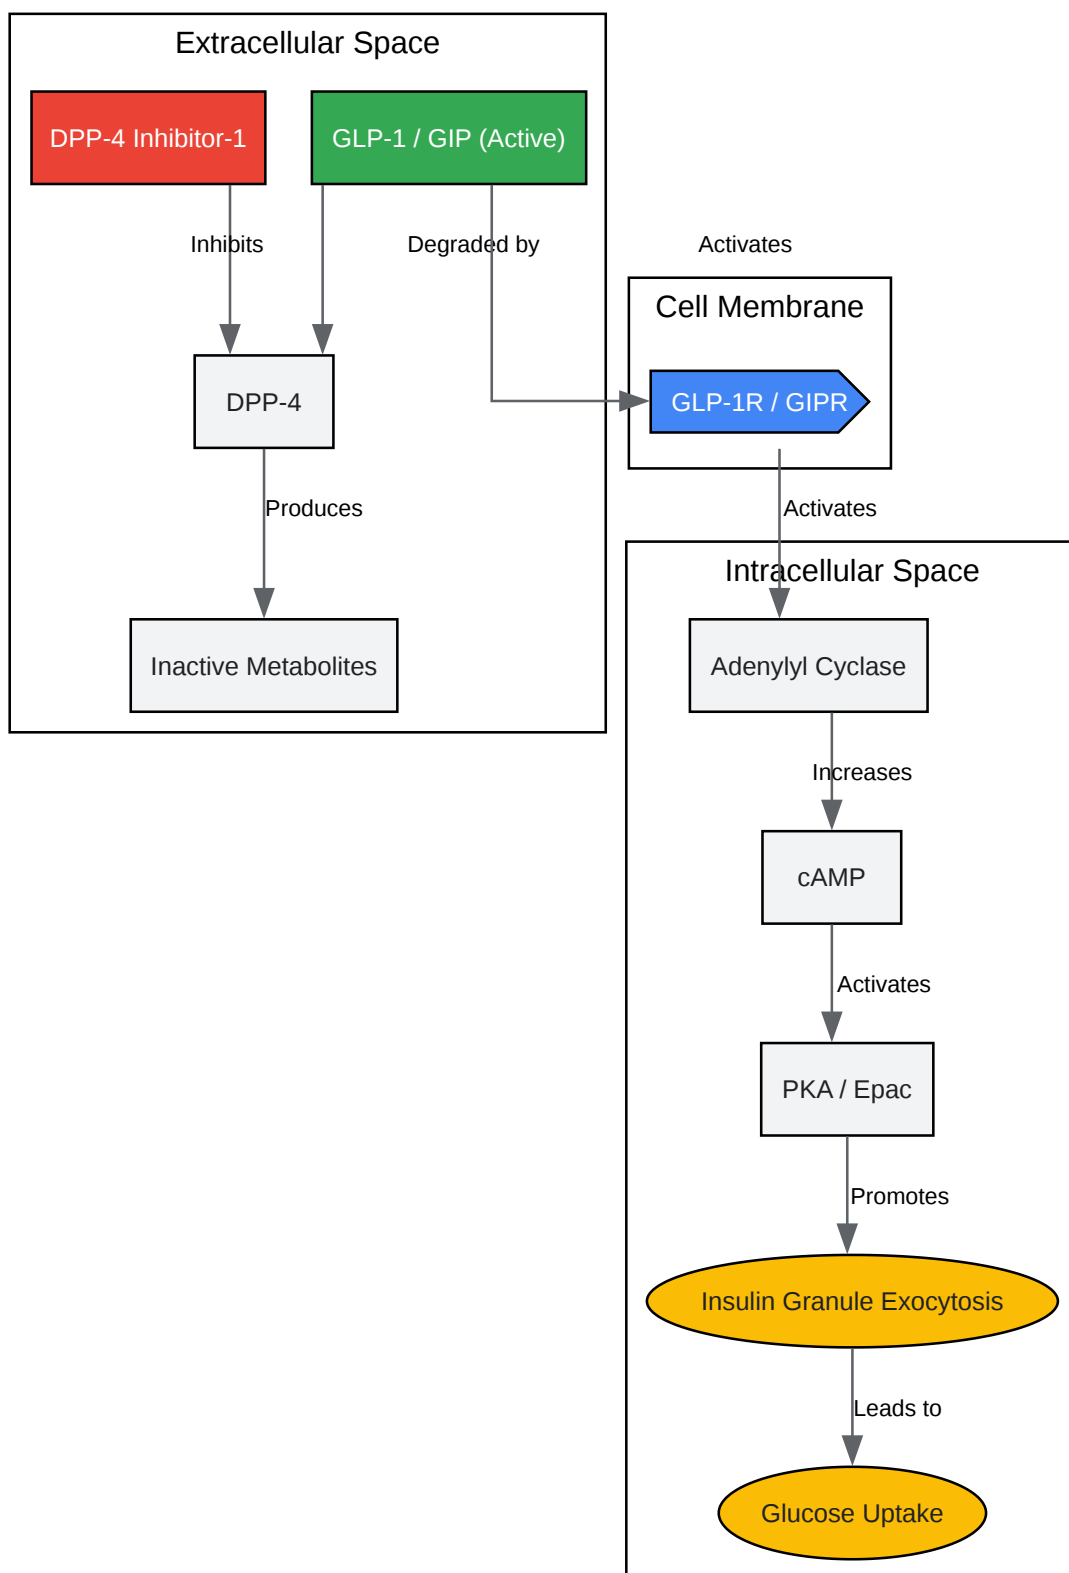 Extracellular Space
DPP-4 Inhibitor-1
GLP-1 / GIP (Active)
Inhibits
Degraded by
Activates
Cell Membrane
DPP-4
GLP-1R / GIPR
Produces
Activates
Intracellular Space
Inactive Metabolites
Adenylyl Cyclase
Increases
cAMP
Activates
PKA / Epac
Promotes
Insulin Granule Exocytosis
Leads to
Glucose Uptake